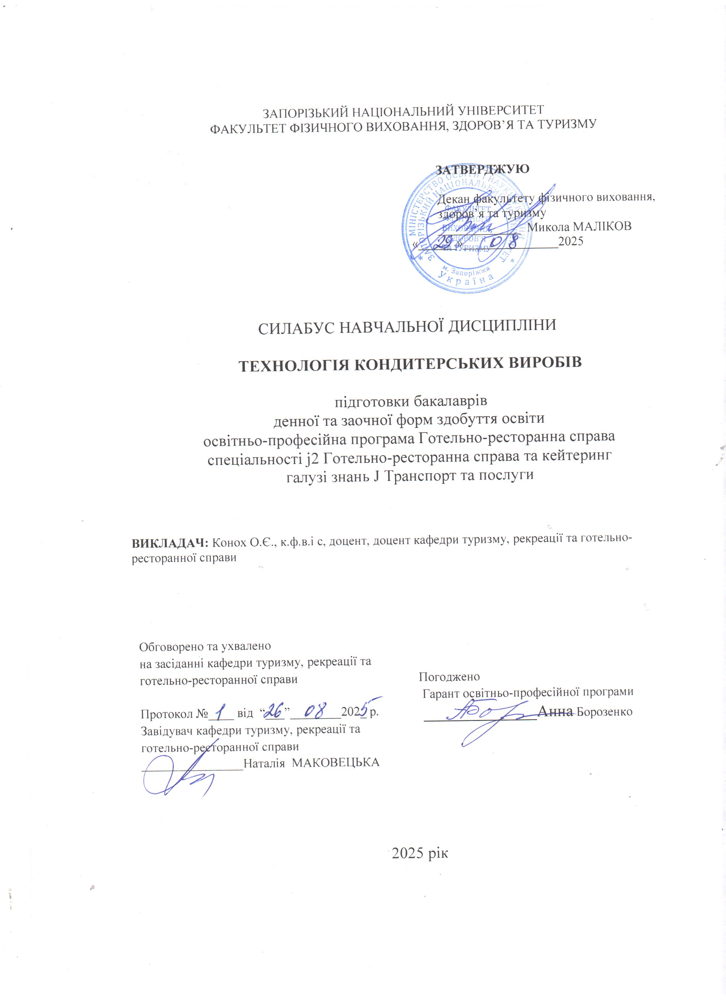 ЗАПОРІЗЬКИЙ НАЦІОНАЛЬНИЙ УНІВЕРСИТЕТ
ФАКУЛЬТЕТ ФІЗИЧНОГО ВИХОВАННЯ, ЗДОРОВ’Я ТА ТУРИЗМУ
ЗАТВЕРДЖУЮ
Декан факультету фізичного виховання,
здоров’я та туризму
Микола МАЛІКОВ
«29» 08 2025
МІНІСТЕРСТВО ОСВІТИ І НАУКИ УКРАЇНИ
ЗАПОРІЗЬКИЙ НАЦІОНАЛЬНИЙ УНІВЕРСИТЕТ
ФАКУЛЬТЕТ
ФІЗИЧНОГО
ВИХОВАННЯ,
ЗДОРОВ'Я
ТА ТУРИЗМУ
м. Запоріжжя
Україна
СИЛАБУС НАВЧАЛЬНОЇ ДИСЦИПЛІНИ
ТЕХНОЛОГІЯ КОНДИТЕРСЬКИХ ВИРОБІВ
підготовки бакалаврів
денної та заочної форм здобуття освіти
освітньо-професійна програма Готельно-ресторанна справа
спеціальності j2 Готельно-ресторанна справа та кейтеринг
галузі знань J Транспорт та послуги
ВИКЛАДАЧ: Конох О.Є., к.ф.в.і с, доцент, доцент кафедри туризму, рекреації та готельно-
ресторанної справи
Обговорено та ухвалено
на засіданні кафедри туризму, рекреації та
готельно-ресторанної справи
Протокол № 1 від “26” 08 2025 р.
Завідувач кафедри туризму, рекреації та
готельно-ресторанної справи
Наталія МАКОВЕЦЬКА
Погоджено
Гарант освітньо-професійної програми
Анна Борозенко
2025 рік